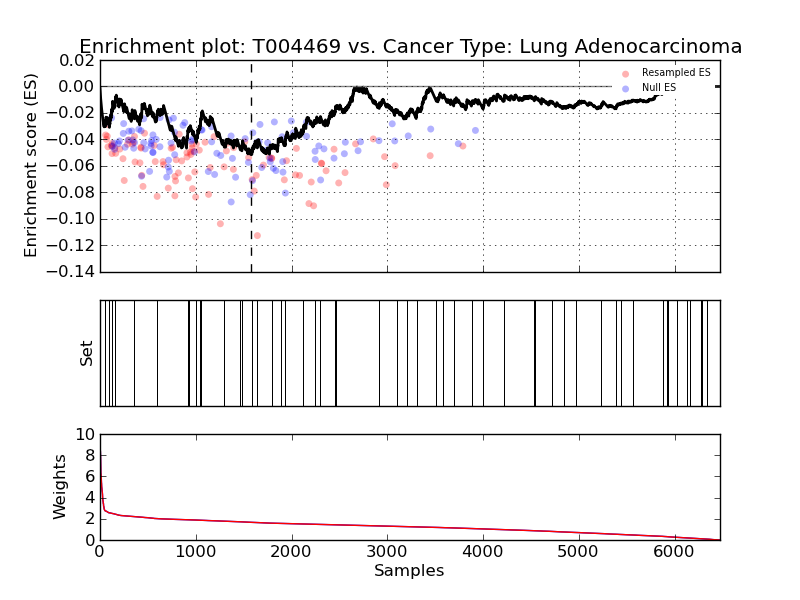 Enrichment plot: T004469 vs. Cancer Type: Lung Adenocarcinoma
0.02
0.00
−0.02
−0.04
−0.06
−0.08
−0.10
−0.12
−0.14
Enrichment score (ES)
Resampled ES
Null ES
Set
10
8
6
4
2
0
Weights
0 1000 2000 3000 4000 5000 6000
Samples